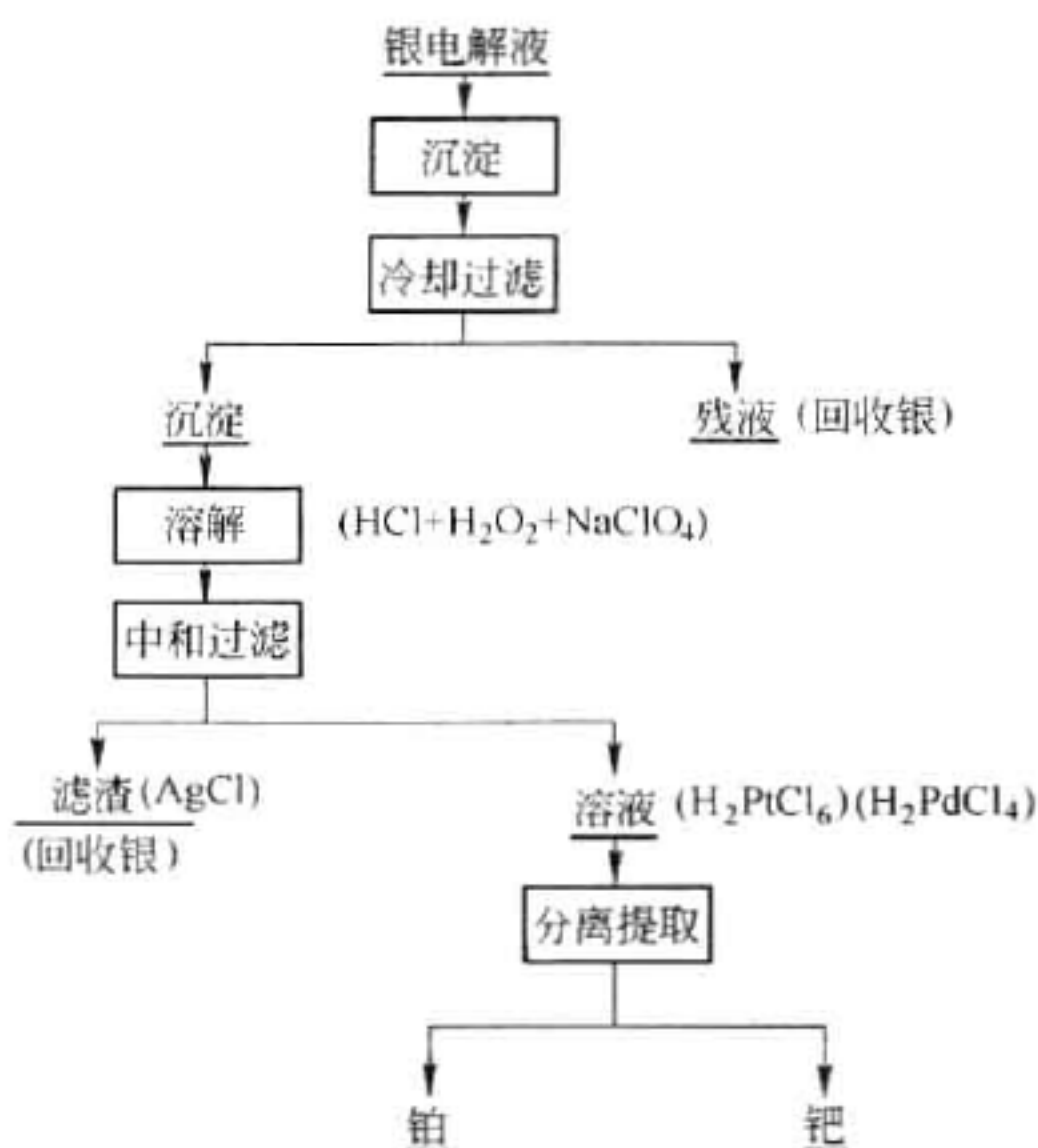 银电解液
沉淀
冷却过滤
沉淀
残液 (回收银)
溶解 (HCl+H₂O₂+NaClO₄)
中和过滤
滤渣(AgCl)
(回收银)
溶液 (H₂PtCl₆)(H₂PdCl₄)
分离提取
铂
钯